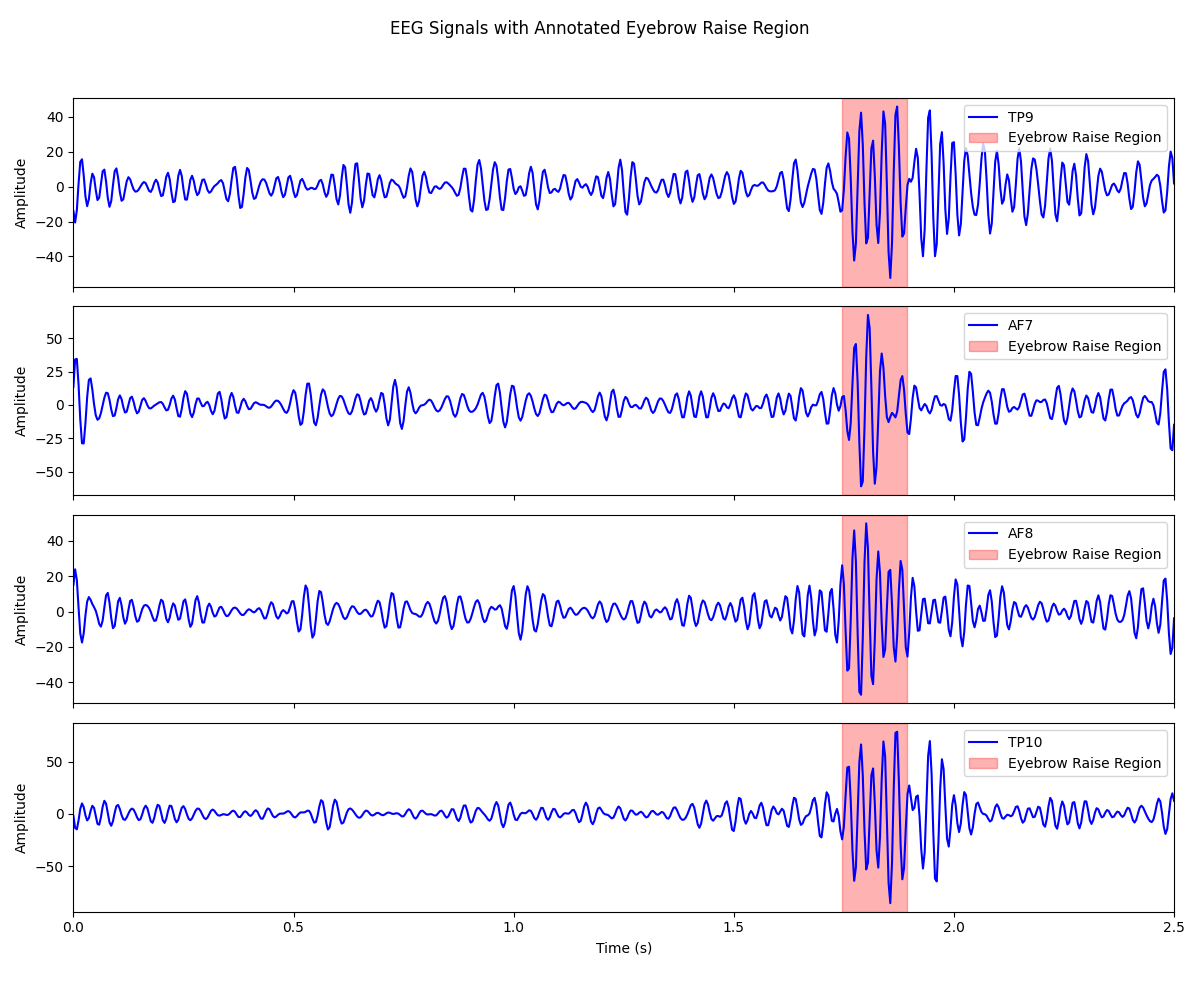 EEG Signals with Annotated Eyebrow Raise Region
40
20
0
−20
−40
Amplitude
TP9
Eyebrow Raise Region
50
25
0
−25
−50
Amplitude
AF7
Eyebrow Raise Region
40
20
0
−20
−40
Amplitude
AF8
Eyebrow Raise Region
50
0
−50
Amplitude
TP10
Eyebrow Raise Region
0.0 0.5 1.0 1.5 2.0 2.5
Time (s)